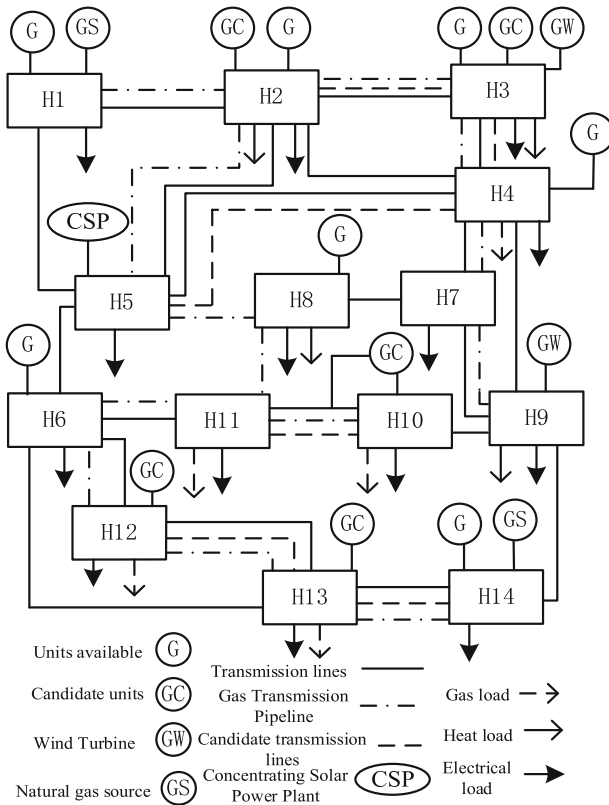 G
GS
GC
G
G
GC
GW
H1
H2
H3
G
H4
CSP
G
H5
H8
H7
G
GC
GW
H6
H11
H10
H9
GC
GC
G
GS
H12
H13
H14
Units available
G
Transmission lines
Candidate units
GC
Gas Transmission
Pipeline
Gas load
Wind Turbine
GW
Candidate transmission
lines
Heat load
Natural gas source
GS
Concentrating Solar
Power Plant
CSP
Electrical
load